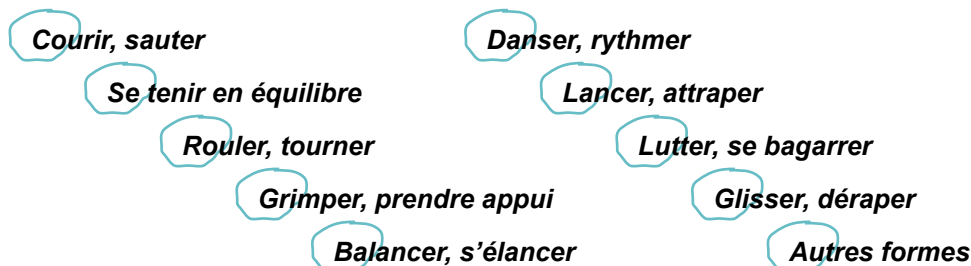 Courir, sauter
Se tenir en équilibre
Rouler, tourner
Grimper, prendre appui
Balancer, s’élancer
Danser, rythmer
Lancer, attraper
Lutter, se bagarrer
Glisser, déraper
Autres formes